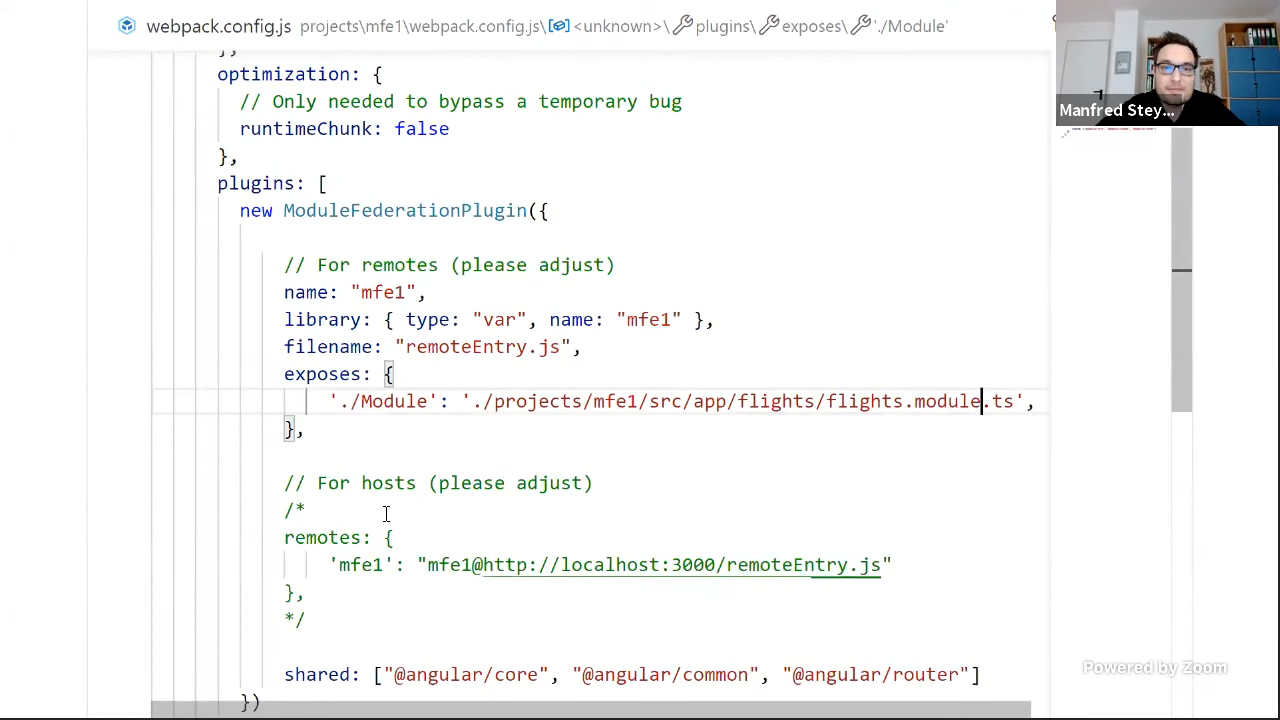 webpack.config.js projects\mfe1\webpack.config.js\<unknown>\plugins\exposes\'./Module'
},
optimization: {
// Only needed to bypass a temporary bug
runtimeChunk: false
},
plugins: [
new ModuleFederationPlugin({
// For remotes (please adjust)
name: "mfe1",
library: { type: "var", name: "mfe1" },
filename: "remoteEntry.js",
exposes: {
'./Module': './projects/mfe1/src/app/flights/flights.module.ts',
},
// For hosts (please adjust)
/*
remotes: {
'mfe1': "mfe1@http://localhost:3000/remoteEntry.js"
},
*/
shared: ["@angular/core", "@angular/common", "@angular/router"]
})
Manfred Stey...
Powered by Zoom